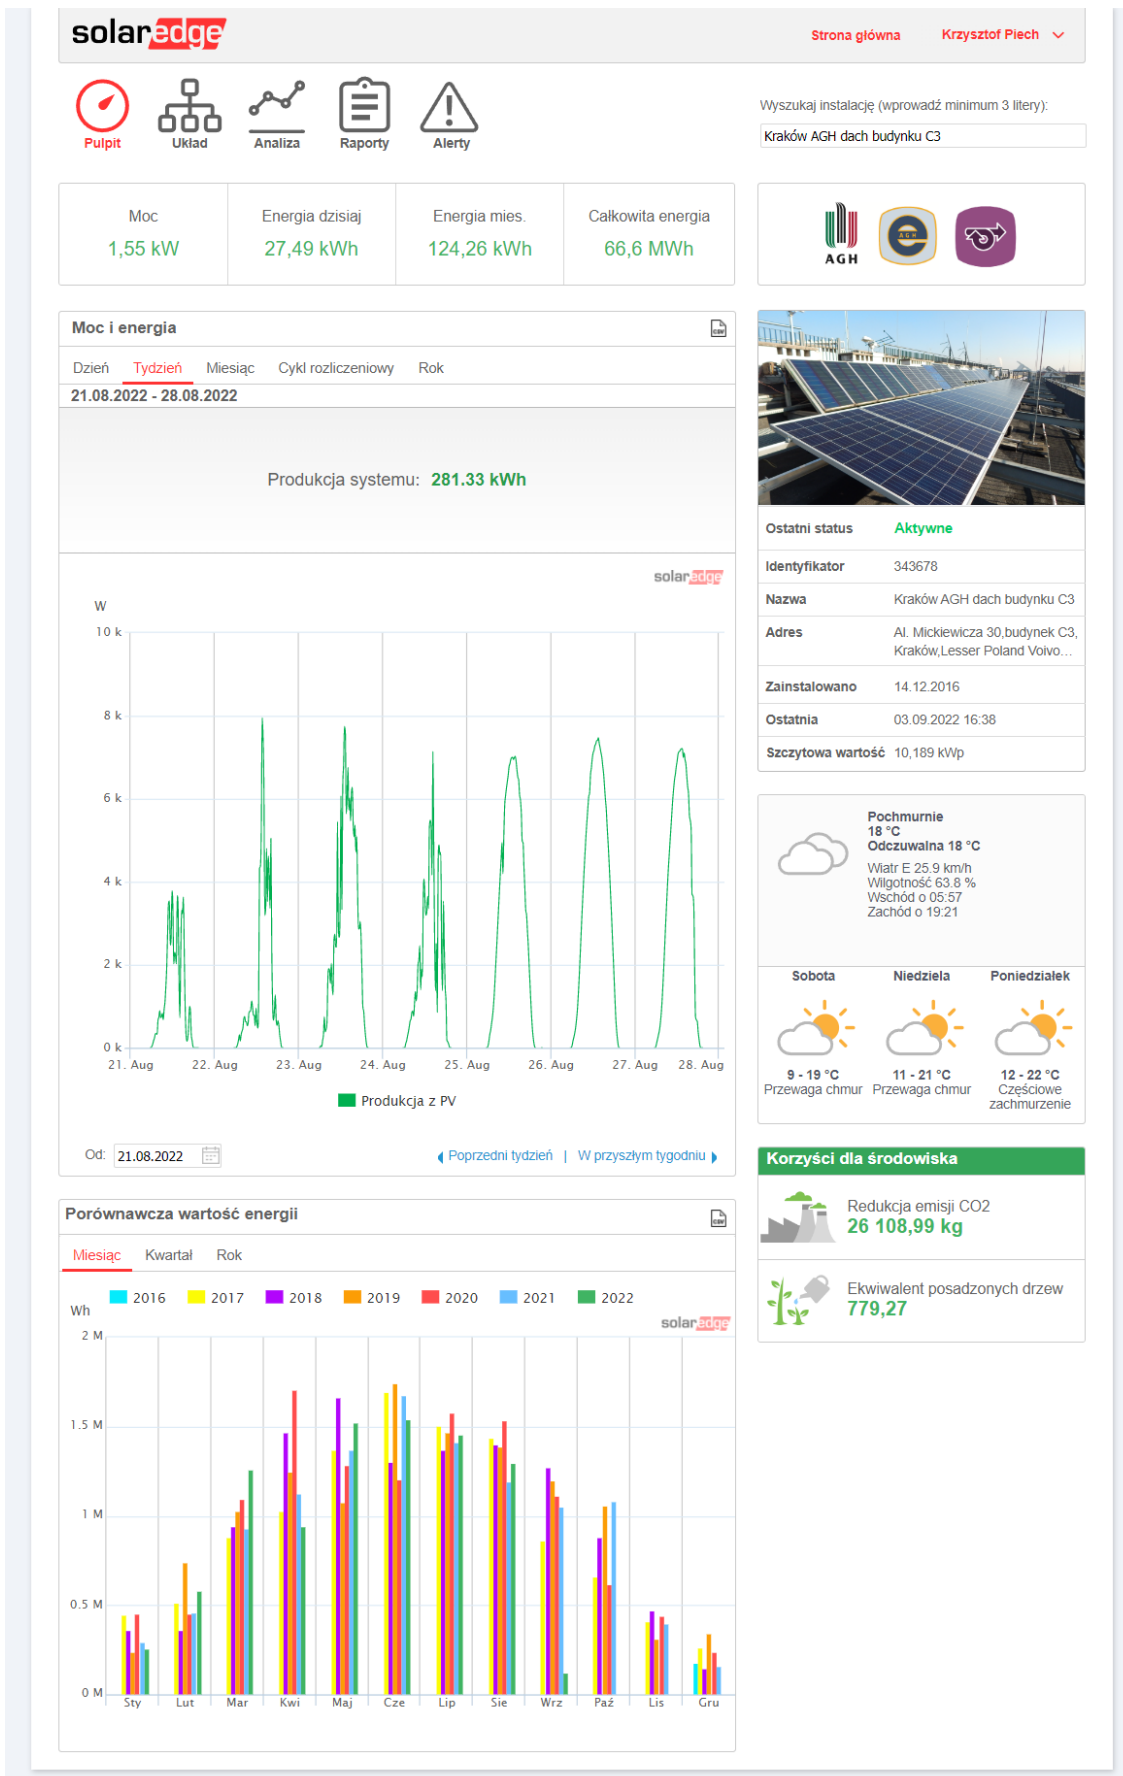 solaredge
Strona główna
Krzysztof Piech
Pulpit
Układ
Analiza
Raporty
Alerty
Wyszukaj instalację (wprowadź minimum 3 litery):
Kraków AGH dach budynku C3
Moc
Energia dzisiaj
Energia mies.
Całkowita energia
1,55 kW
27,49 kWh
124,26 kWh
66,6 MWh
AGH
AGH
e
Moc i energia
CSV
Dzień
Tydzień
Miesiąc
Cykl rozliczeniowy
Rok
21.08.2022 - 28.08.2022
Produkcja systemu: 281.33 kWh
solaredge
W
10 k
8 k
6 k
4 k
2 k
0 k
21. Aug
22. Aug
23. Aug
24. Aug
25. Aug
26. Aug
27. Aug
28. Aug
Produkcja z PV
Od: 21.08.2022
Poprzedni tydzień | W przyszłym tygodniu
Ostatni status Aktywne
Identyfikator 343678
Nazwa Kraków AGH dach budynku C3
Adres Al. Mickiewicza 30,budynek C3,
Kraków,Lesser Poland Voivo...
Zainstalowano 14.12.2016
Ostatnia 03.09.2022 16:38
Szczytowa wartość 10,189 kWp
Pochmurnie
18 °C
Odczuwalna 18 °C
Wiatr E 25.9 km/h
Wilgotność 63.8 %
Wschód o 05:57
Zachód o 19:21
Sobota
Niedziela
Poniedziałek
9 - 19 °C
11 - 21 °C
12 - 22 °C
Przewaga chmur
Przewaga chmur
Częściowe
zachmurzenie
Korzyści dla środowiska
Redukcja emisji CO2
26 108,99 kg
Ekwiwalent posadzonych drzew
779,27
Porównawcza wartość energii
CSV
Miesiąc
Kwartał
Rok
2016
2017
2018
2019
2020
2021
2022
Wh
solaredge
2 M
1.5 M
1 M
0.5 M
0 M
Sty
Lut
Mar
Kwi
Maj
Cze
Lip
Sie
Wrz
Paź
Lis
Gru